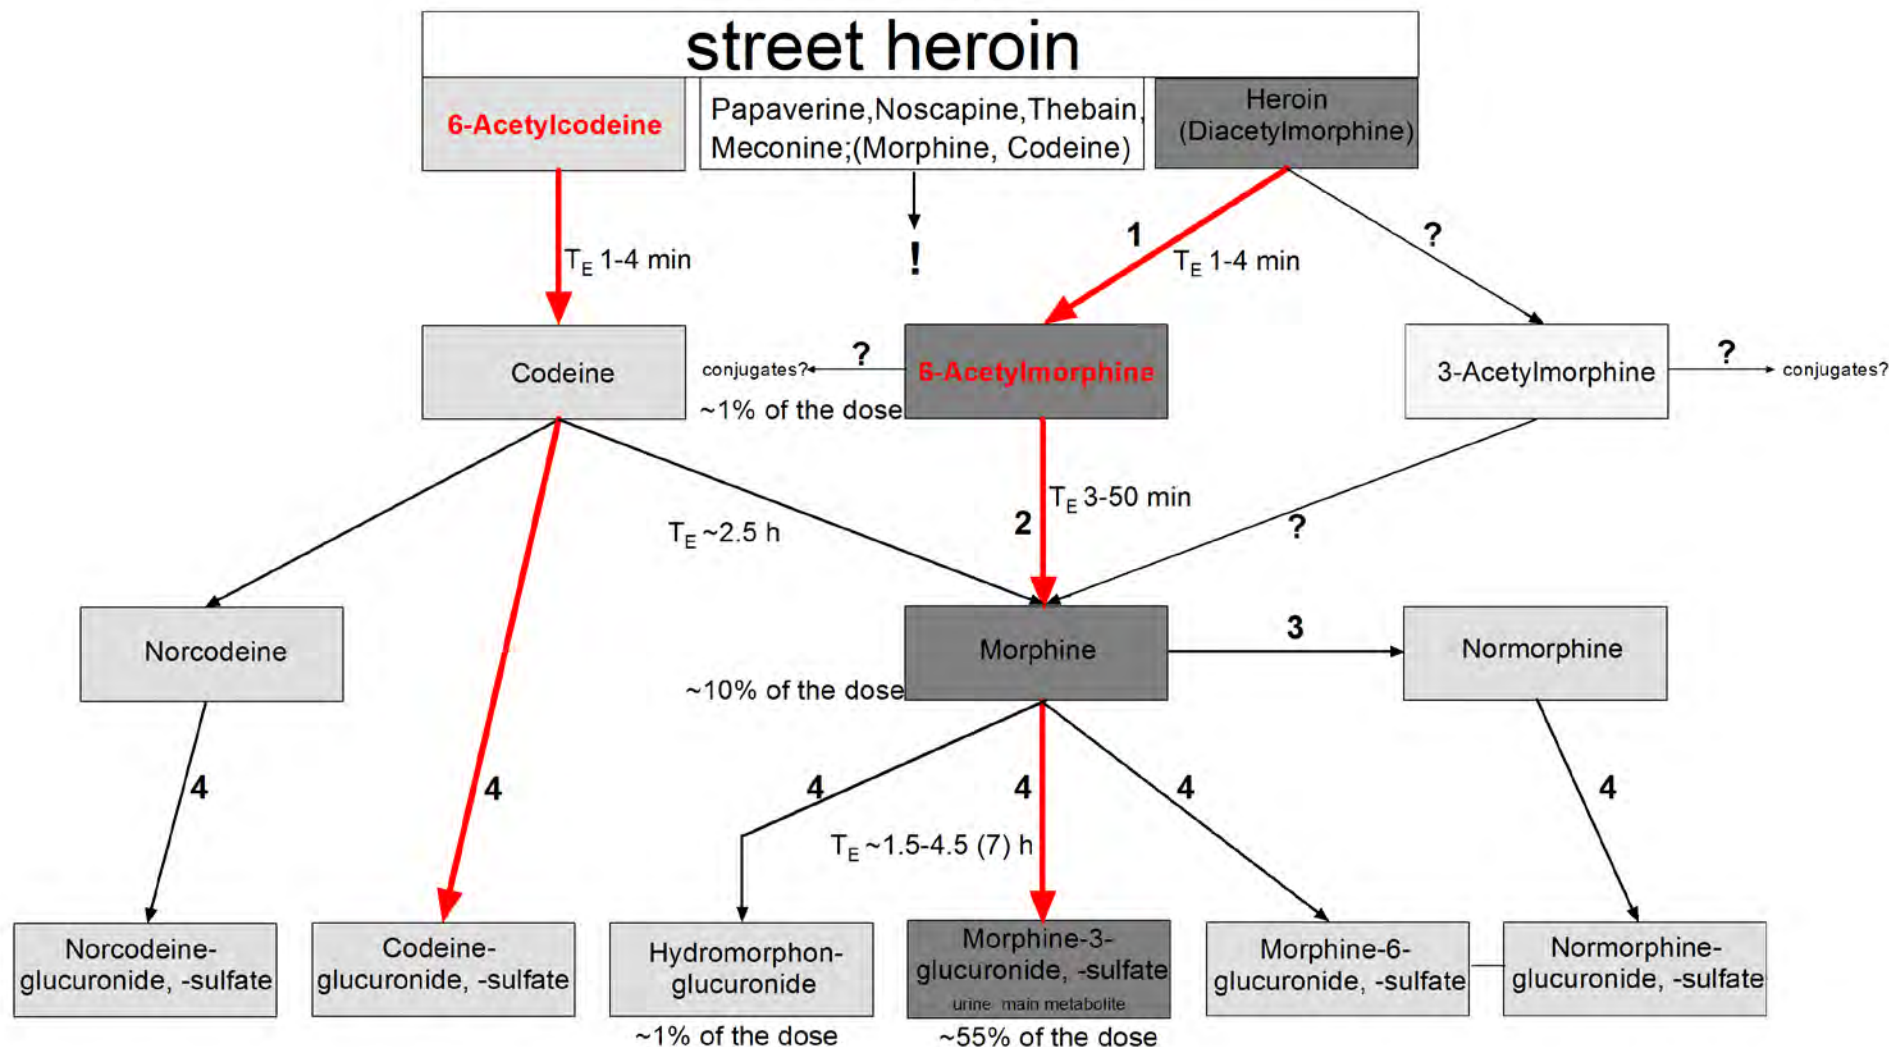 street heroin
6-Acetylcodeine
Papaverine,Noscapine,Thebain,
Meconine;(Morphine, Codeine)
Heroin
(Diacetylmorphine)
1
?
TE 1-4 min
!
TE 1-4 min
Codeine
conjugates?
?
6-Acetylmorphine
3-Acetylmorphine
?
conjugates?
~1% of the dose
TE 3-50 min
2
?
TE ~2.5 h
Norcodeine
Morphine
3
Normorphine
~10% of the dose
4
4
4
4
4
4
TE ~1.5-4.5 (7) h
Norcodeine-
glucuronide, -sulfate
Codeine-
glucuronide, -sulfate
Hydromorphon-
glucuronide
Morphine-3-
glucuronide, -sulfate
urine main metabolite
Morphine-6-
glucuronide, -sulfate
Normorphine-
glucuronide, -sulfate
~1% of the dose
~55% of the dose